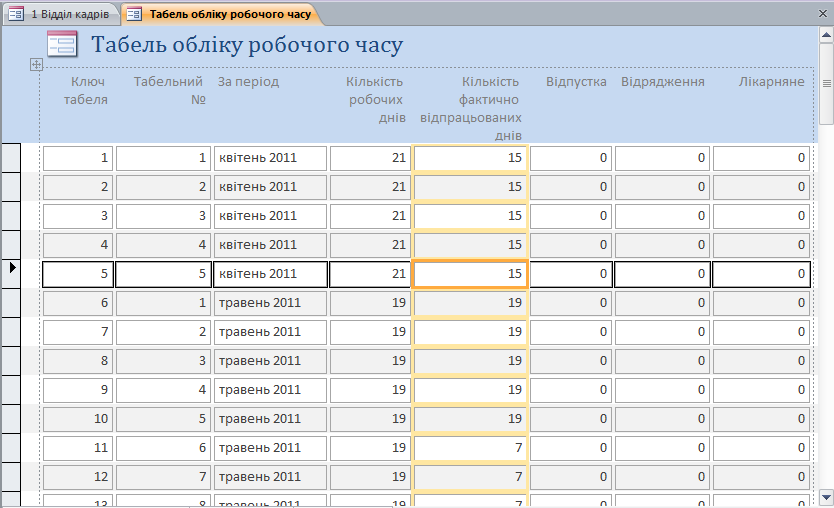 1 Відділ кадрів
Табель обліку робочого часу
Табель обліку робочого часу
Ключ табеля Табельний № За період Кількість робочих днів Кількість фактично відпрацьованих днів Відпустка Відрядження Лікарняне
1 1 квітень 2011 21 15 0 0 0
2 2 квітень 2011 21 15 0 0 0
3 3 квітень 2011 21 15 0 0 0
4 4 квітень 2011 21 15 0 0 0
5 5 квітень 2011 21 15 0 0 0
6 1 травень 2011 19 19 0 0 0
7 2 травень 2011 19 19 0 0 0
8 3 травень 2011 19 19 0 0 0
9 4 травень 2011 19 19 0 0 0
10 5 травень 2011 19 19 0 0 0
11 6 травень 2011 19 7 0 0 0
12 7 травень 2011 19 7 0 0 0
13 8 травень 2011 19 7 0 0 0